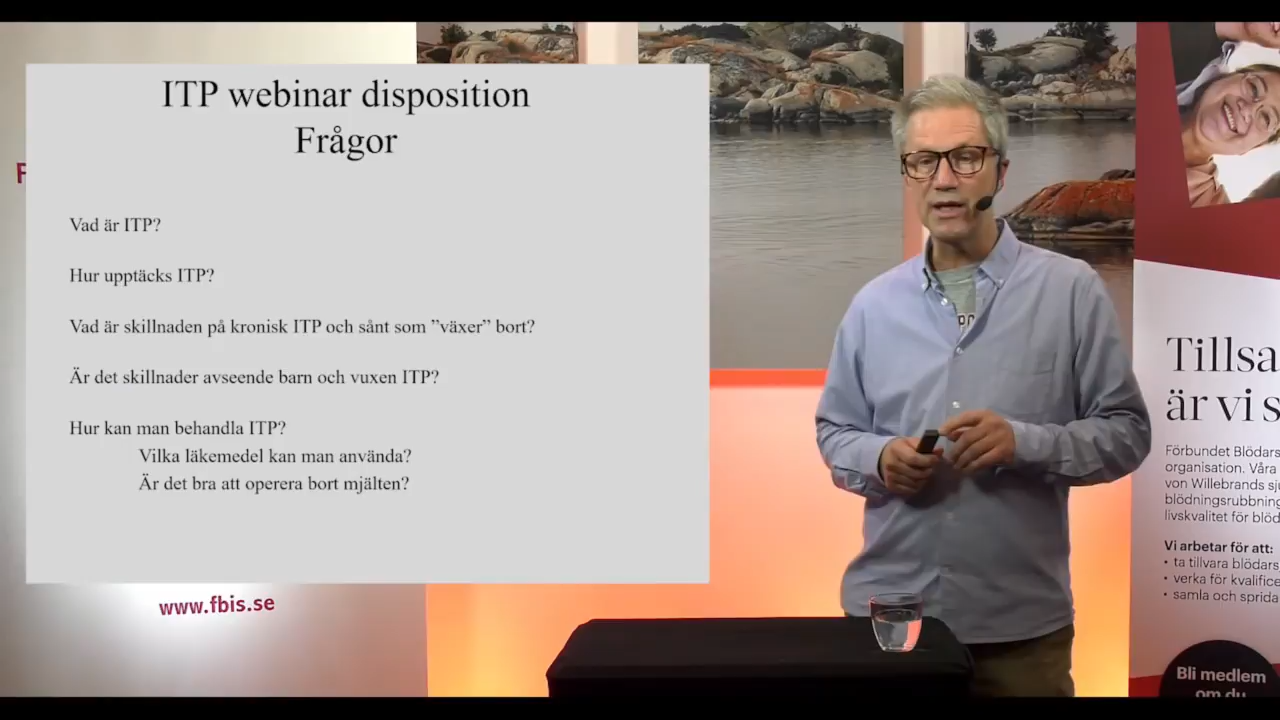 ITP webinar disposition
Frågor
Vad är ITP?
Hur upptäcks ITP?
Vad är skillnaden på kronisk ITP och sånt som ”växer” bort?
Är det skillnader avseende barn och vuxen ITP?
Hur kan man behandla ITP?
Vilka läkemedel kan man använda?
Är det bra att operera bort mjälten?
www.fbis.se
Tillsa
är vi s
Förbundet Blödars
organisation. Våra
von Willebrands sju
blödningsrubbning
livskvalitet för blöd
Vi arbetar för att:
• ta tillvara blödars
• verka för kvalifice
• samla och sprida
Bli medlem
om du